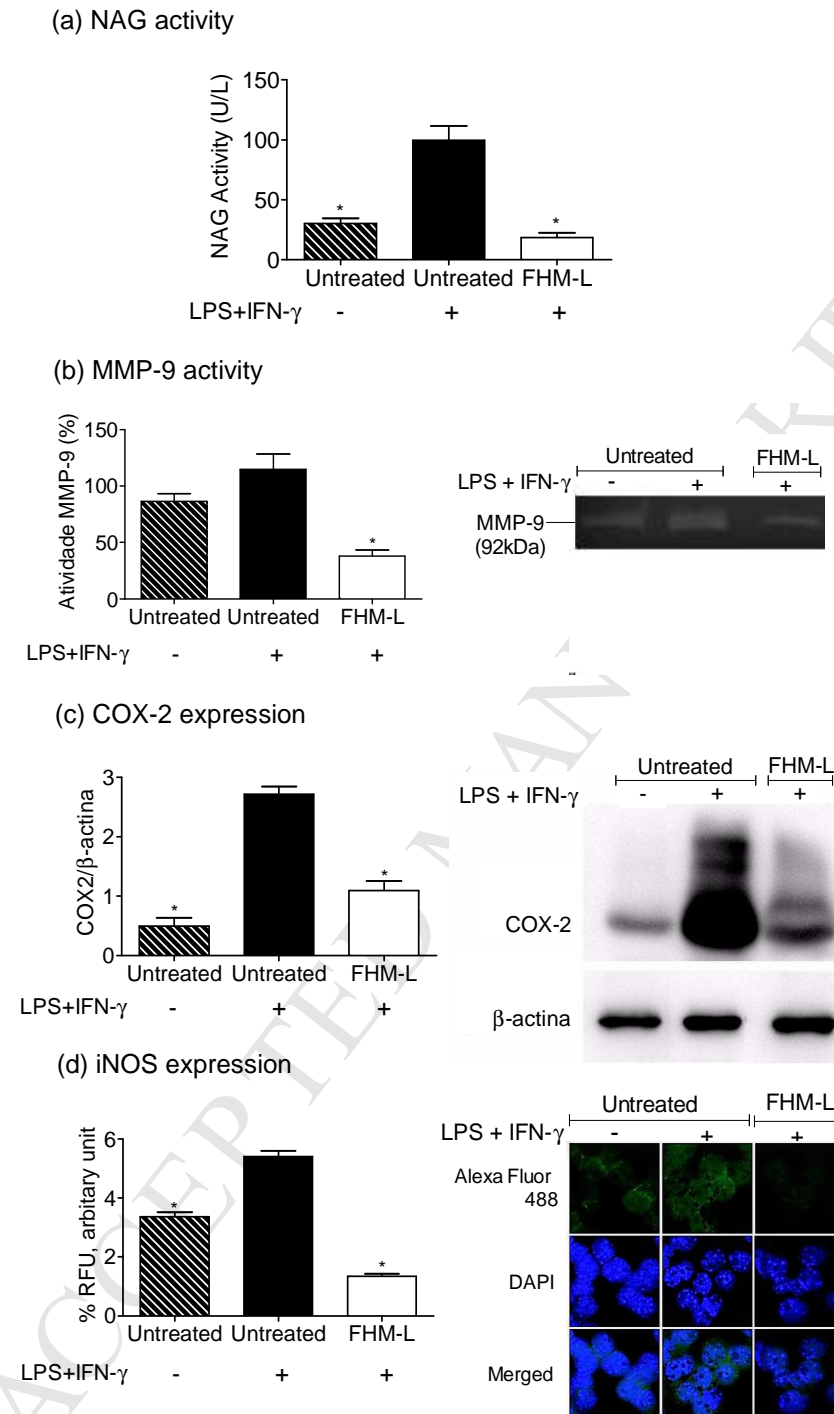 (a) NAG activity
NAG Activity (U/L)
150
100
50
0
*
*
Untreated Untreated FHM-L
LPS+IFN-γ - + +
(b) MMP-9 activity
Atividade MMP-9 (%)
150
100
50
0
*
Untreated Untreated FHM-L
LPS+IFN-γ - + +
Untreated FHM-L
LPS + IFN-γ - + +
MMP-9
(92kDa)
(c) COX-2 expression
COX2/β-actina
3
2
1
0
*
*
Untreated Untreated FHM-L
LPS+IFN-γ - + +
Untreated FHM-L
LPS + IFN-γ - + +
COX-2
β-actina
(d) iNOS expression
% RFU, arbitary unit
6
4
2
0
*
*
Untreated Untreated FHM-L
LPS+IFN-γ - + +
Untreated FHM-L
LPS + IFN-γ - + +
Alexa Fluor
488
DAPI
Merged
ACCEPTED MAN